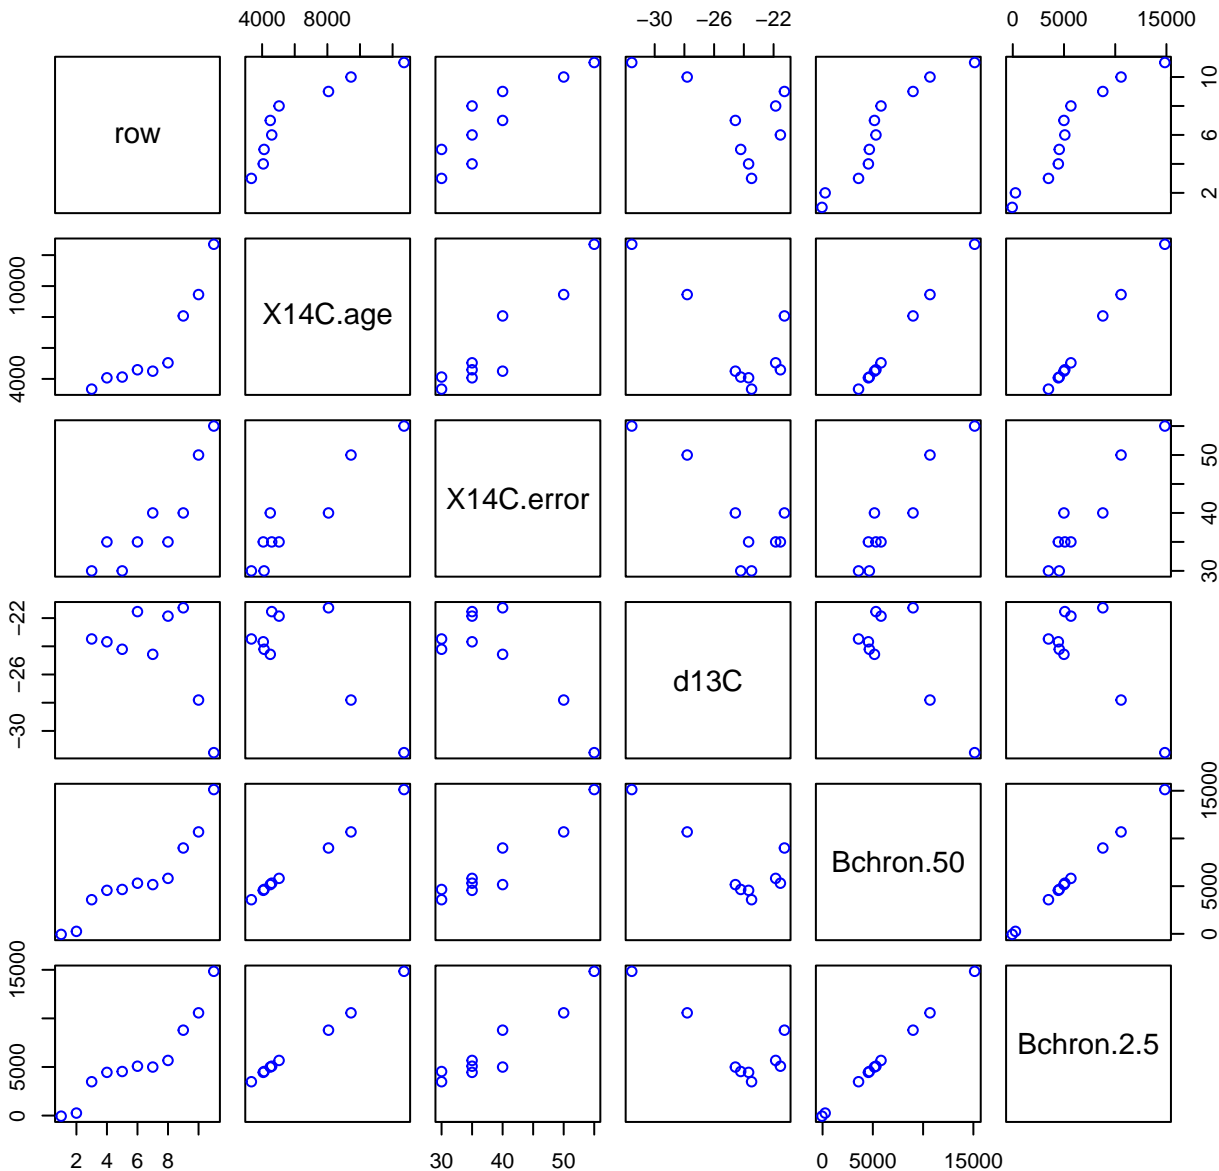 4000 8000 −30 −26 −22 0 5000 15000
row 2 6 10
4000 10000 X14C.age
X14C.error 30 40 50
−30 −26 −22 d13C
Bchron.50 0 5000 15000
0 5000 15000 Bchron.2.5
2 4 6 8 30 40 50 0 5000 15000